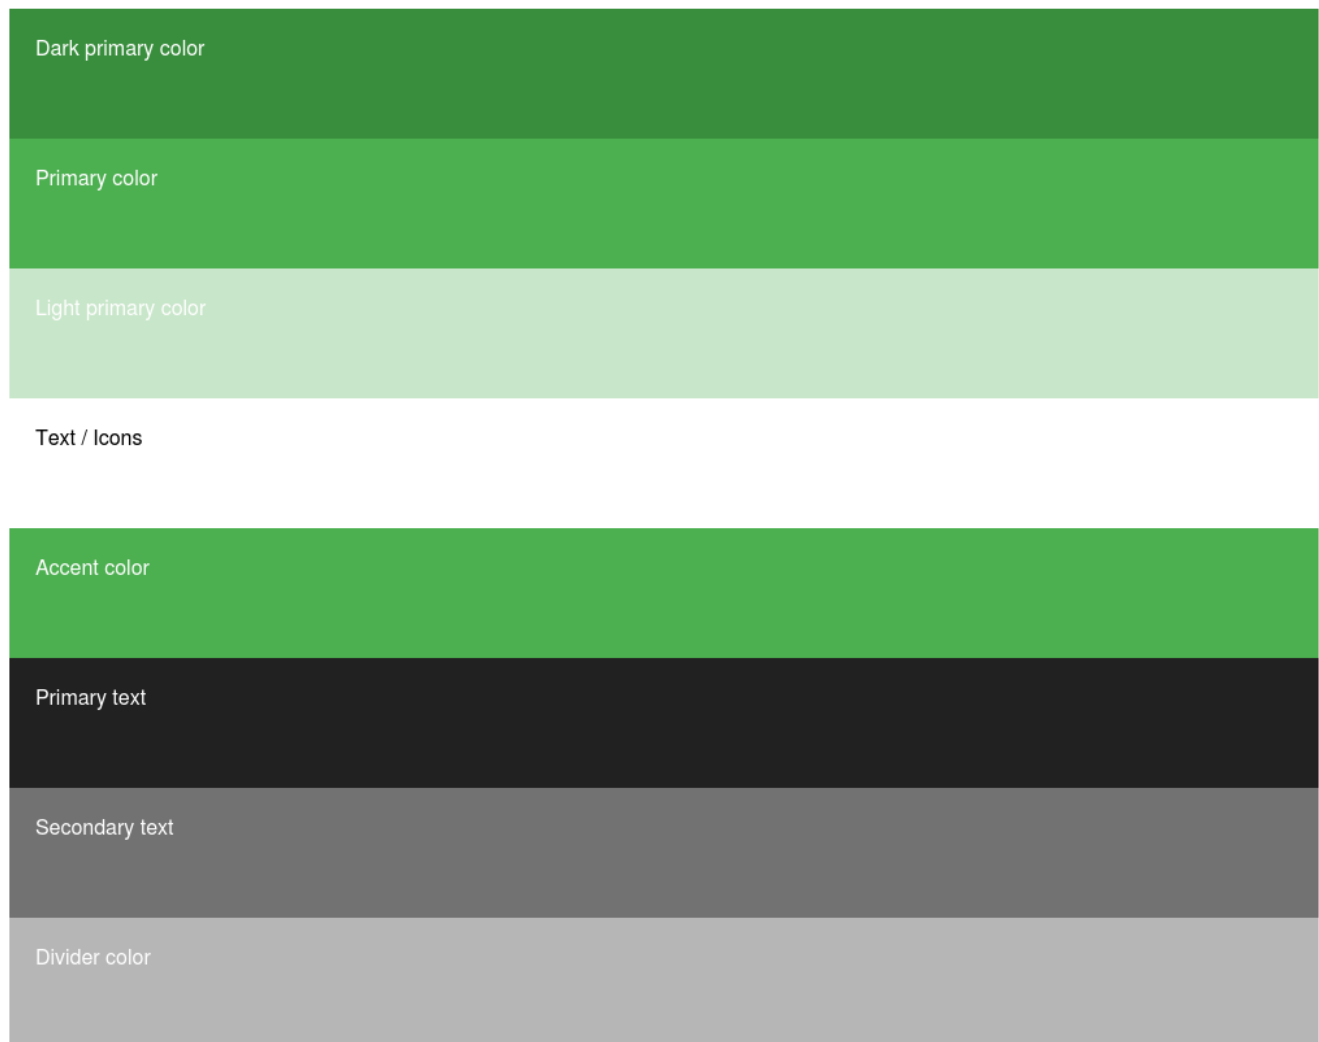 Dark primary color
Primary color
Light primary color
Text / Icons
Accent color
Primary text
Secondary text
Divider color